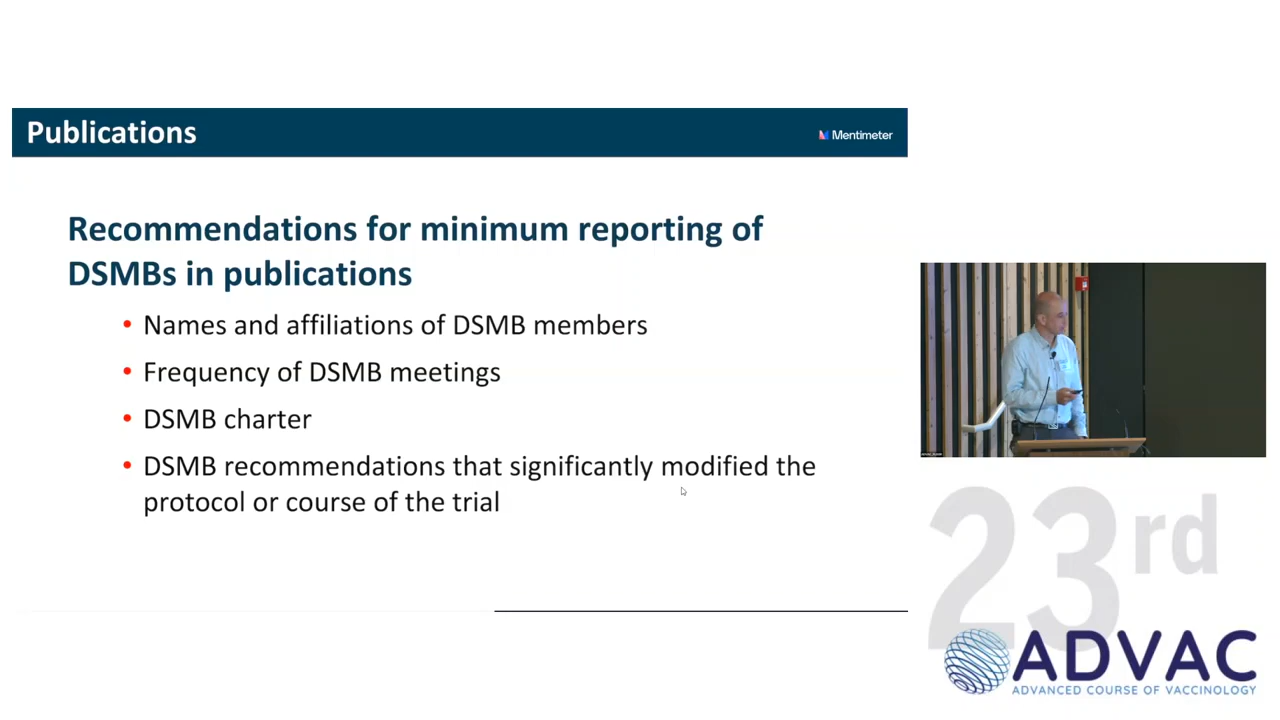 Publications
Mentimeter
Recommendations for minimum reporting of
DSMBs in publications
• Names and affiliations of DSMB members
• Frequency of DSMB meetings
• DSMB charter
• DSMB recommendations that significantly modified the
protocol or course of the trial
23rd
ADVAC
ADVANCED COURSE OF VACCINOLOGY